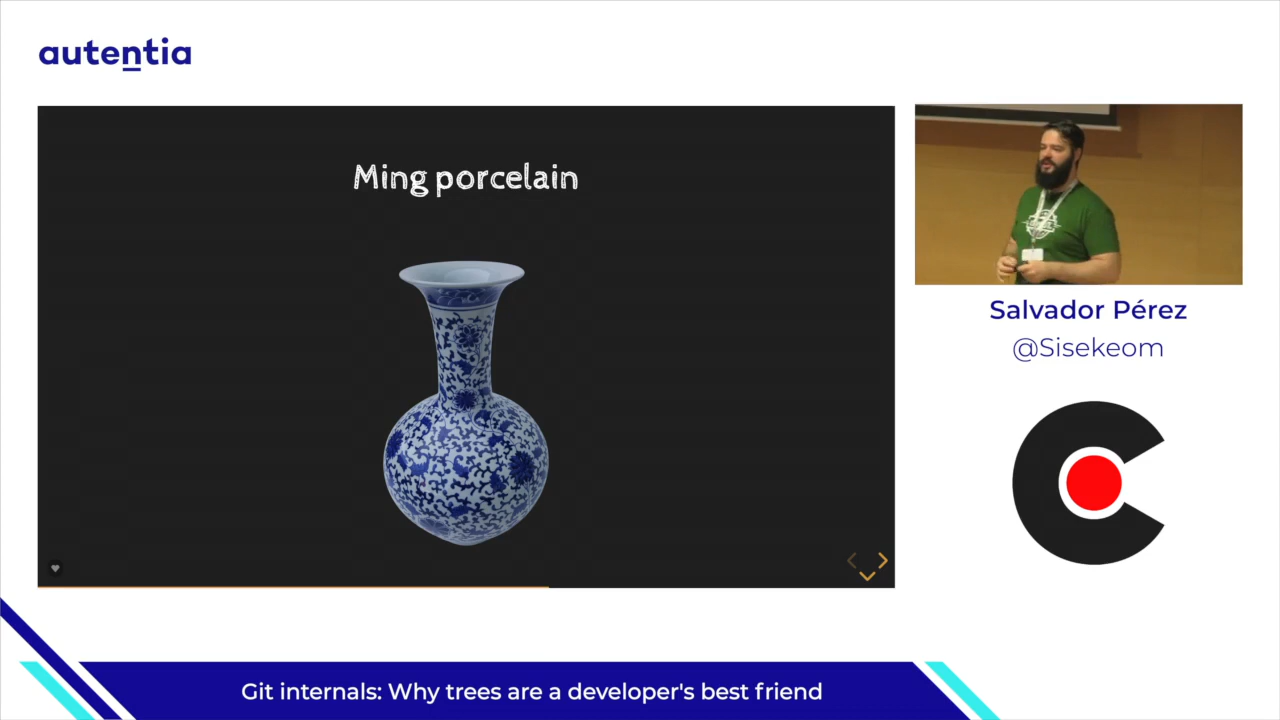 autentia
Ming porcelain
Salvador Pérez
@Sisekeom
Git internals: Why trees are a developer's best friend